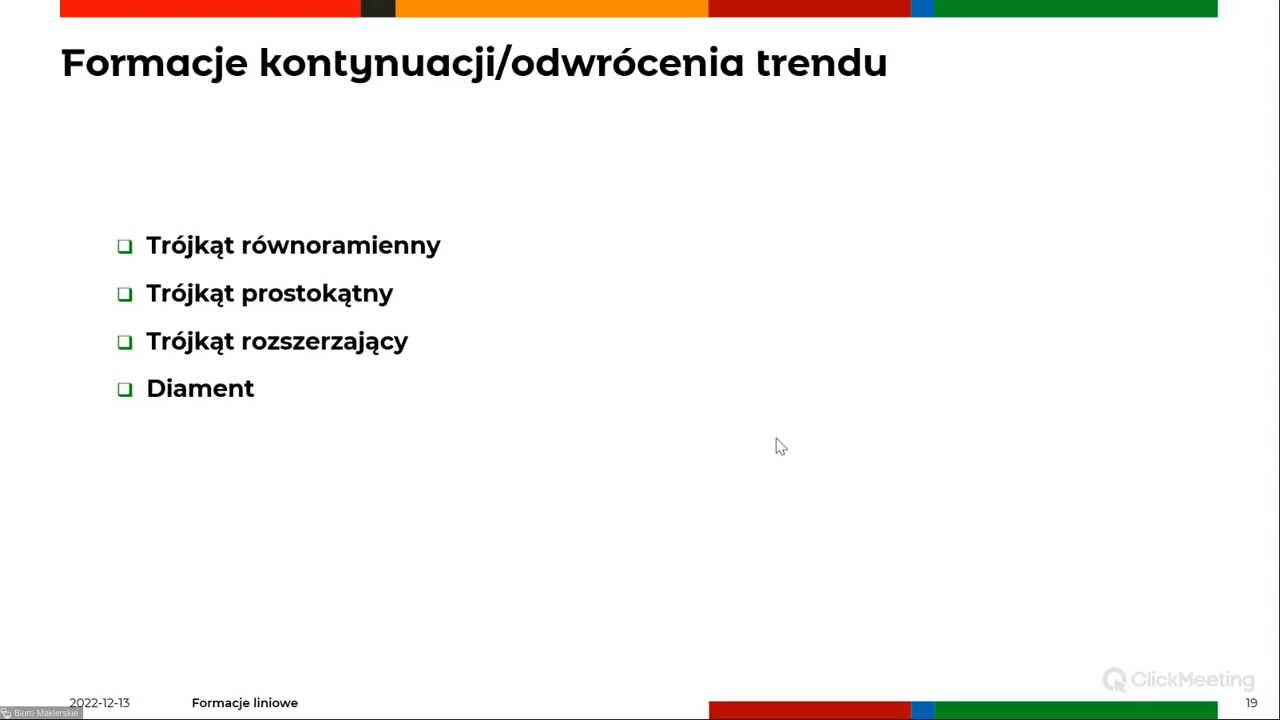 Formacje kontynuacji/odwrócenia trendu
Trójkąt równoramienny
Trójkąt prostokątny
Trójkąt rozszerzający
Diament
ClickMeeting
2022-12-13 Formacje liniowe 19
Biuro Maklerskie